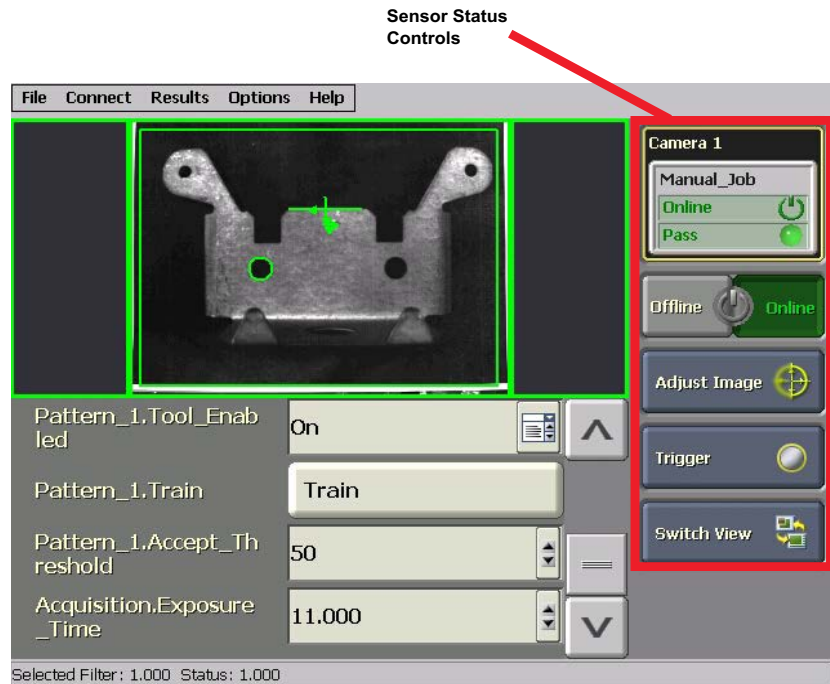 Sensor Status
Controls
File Connect Results Options Help
Camera 1
Manual_Job
Online
Pass
Offline Online
Adjust Image
Trigger
Switch View
Pattern_1.Tool_Enab
led
On
Pattern_1.Train
Train
Pattern_1.Accept_Th
reshold
50
Acquisition.Exposure
_Time
11.000
Selected Filter: 1.000 Status: 1.000